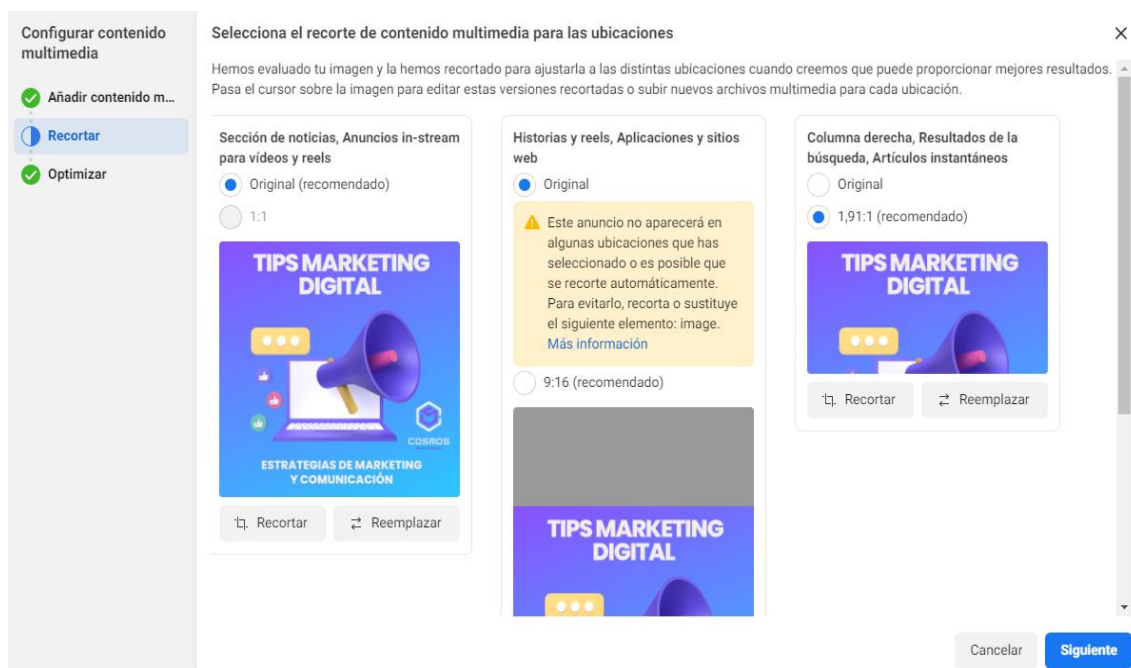 Configurar contenido
multimedia
Añadir contenido m...
Recortar
Optimizar
Selecciona el recorte de contenido multimedia para las ubicaciones
Hemos evaluado tu imagen y la hemos recortado para ajustarla a las distintas ubicaciones cuando creemos que puede proporcionar mejores resultados.
Pasa el cursor sobre la imagen para editar estas versiones recortadas o subir nuevos archivos multimedia para cada ubicación.
Sección de noticias, Anuncios in-stream
para vídeos y reels
Original (recomendado)
1:1
TIPS MARKETING
DIGITAL
COSMOS
ESTRATEGIAS DE MARKETING
Y COMUNICACIÓN
Recortar
Reemplazar
Historias y reels, Aplicaciones y sitios
web
Original
Este anuncio no aparecerá en
algunas ubicaciones que has
seleccionado o es posible que
se recorte automáticamente.
Para evitarlo, recorta o sustituye
el siguiente elemento: image.
Más información
9:16 (recomendado)
TIPS MARKETING
DIGITAL
Columna derecha, Resultados de la
búsqueda, Artículos instantáneos
Original
1,91:1 (recomendado)
TIPS MARKETING
DIGITAL
Recortar
Reemplazar
Cancelar
Siguiente